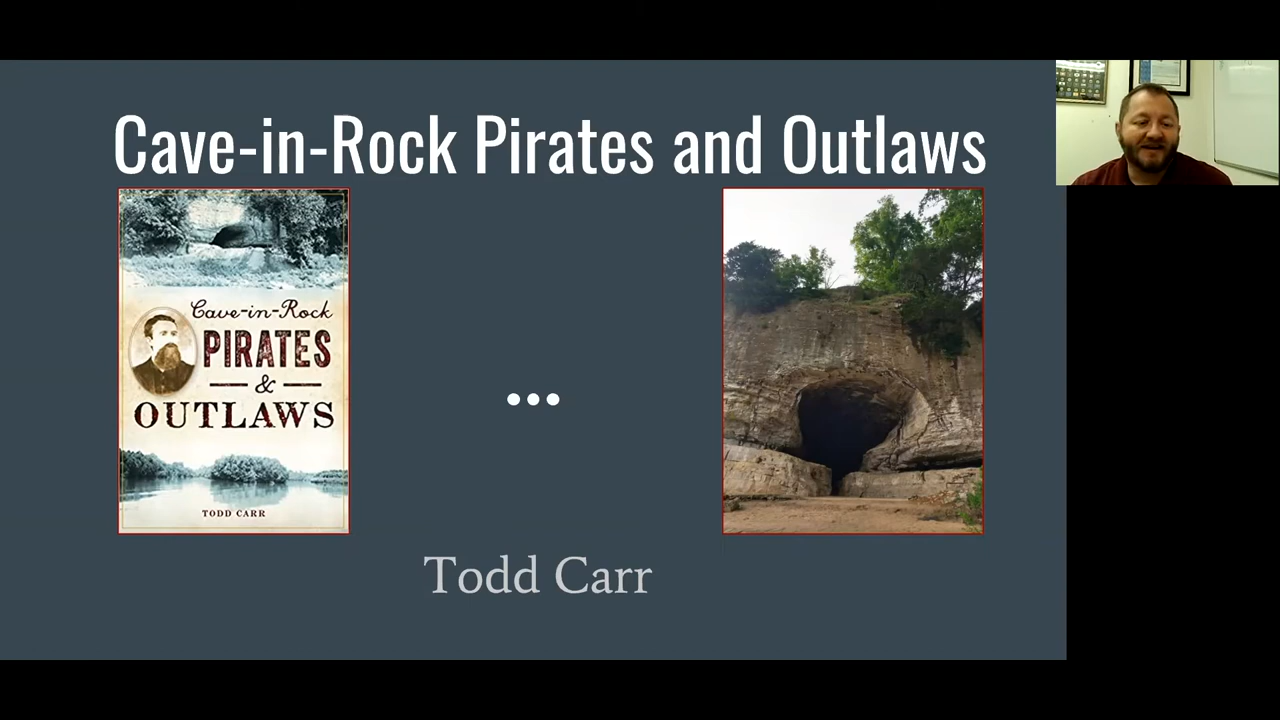 Cave-in-Rock Pirates and Outlaws
Cave-in-Rock
PIRATES
&
OUTLAWS
TODD CARR
...
Todd Carr